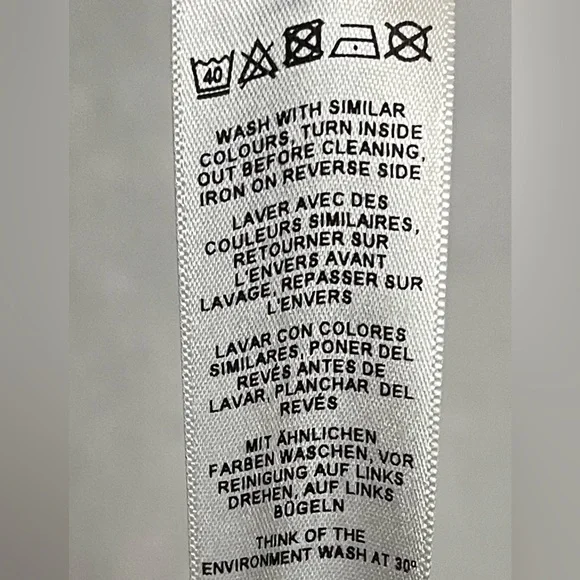 40
WASH WITH SIMILAR
COLOURS, TURN INSIDE
OUT BEFORE CLEANING,
IRON ON REVERSE SIDE
LAVER AVEC DES
COULEURS SIMILAIRES,
RETOURNER SUR
L'ENVERS AVANT
LAVAGE, REPASSER SUR
L'ENVERS
LAVAR CON COLORES
SIMILARES, PONER DEL
REVÉS ANTES DE
LAVAR, PLANCHAR DEL
REVÉS
MIT ÄHNLICHEN
FARBEN WASCHEN, VOR
REINIGUNG AUF LINKS
DREHEN, AUF LINKS
BÜGELN
THINK OF THE
ENVIRONMENT WASH AT 30°